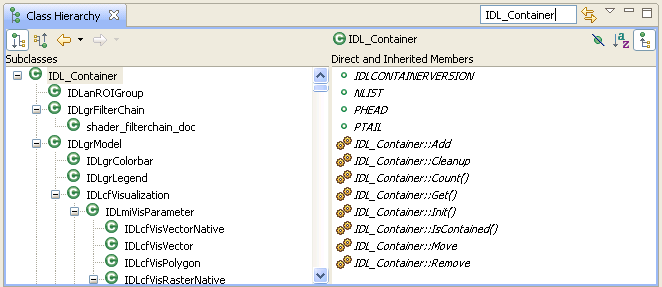 Class Hierarchy
IDL_Container
IDL_Container
Subclasses
Direct and Inherited Members
IDL_Container
IDLanROIGroup
IDLgrFilterChain
shader_filterchain_doc
IDLgrModel
IDLgrColorbar
IDLgrLegend
IDLcfVisualization
IDLmiVisParameter
IDLcfVisVectorNative
IDLcfVisVector
IDLcfVisPolygon
IDLcfVisRasterNative
IDLCONTAINERVERSION
NLIST
PHEAD
PTAIL
IDL_Container::Add
IDL_Container::Cleanup
IDL_Container::Count()
IDL_Container::Get()
IDL_Container::Init()
IDL_Container::IsContained()
IDL_Container::Move
IDL_Container::Remove